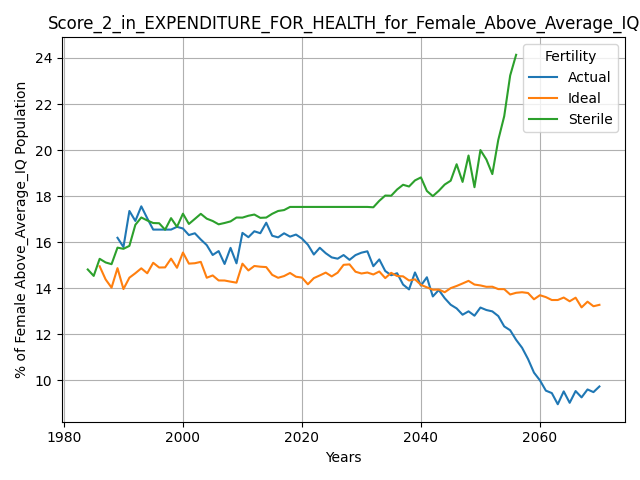 Score_2_in_EXPENDITURE_FOR_HEALTH_for_Female_Above_Average_IQ
Fertility
Actual
Ideal
Sterile
% of Female Above_Average_IQ Population
24
22
20
18
16
14
12
10
1980
2000
2020
2040
2060
Years